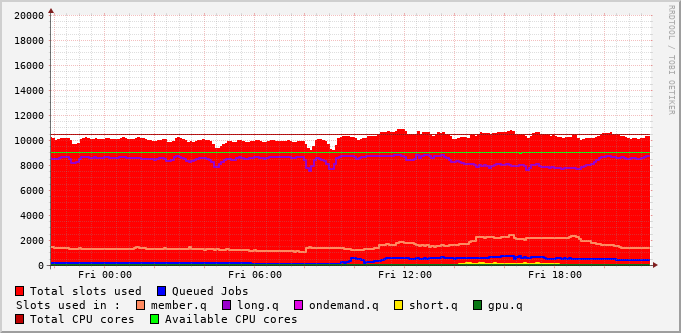 RRDTOOL / TOBI OETIKER
20000
18000
16000
14000
12000
10000
8000
6000
4000
2000
0
Fri 00:00 Fri 06:00 Fri 12:00 Fri 18:00
Total slots used Queued Jobs
Slots used in : member.q long.q ondemand.q short.q gpu.q
Total CPU cores Available CPU cores